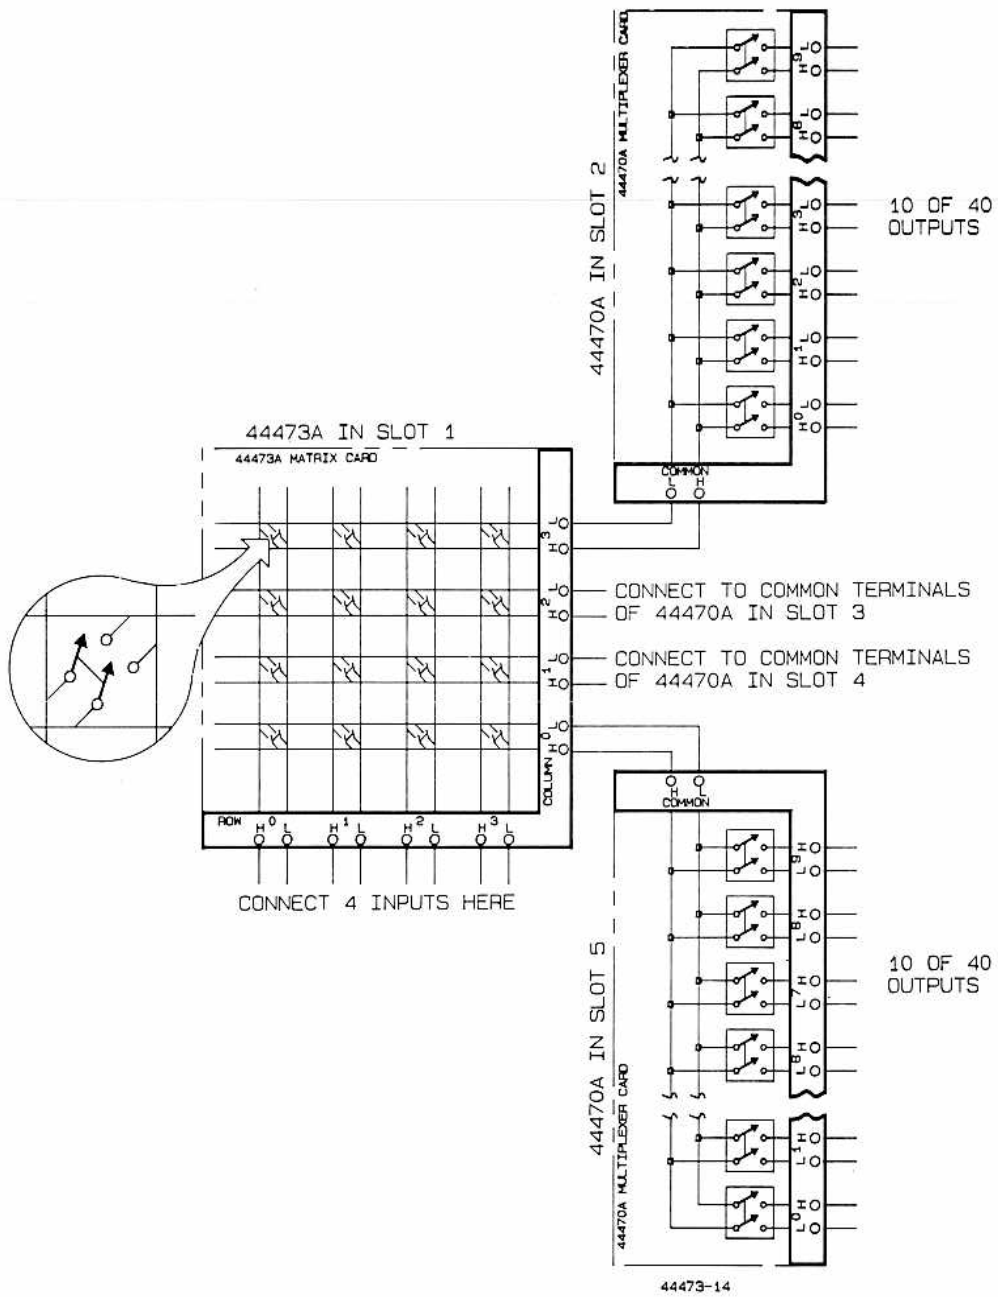 44470A MULTIPLEXER CARD
44470A IN SLOT 2
L
H 9
L
H 8
L
H 3
L
H 2
L
H 1
L
H 0
10 OF 40
OUTPUTS
COMMON
L H
44473A IN SLOT 1
44473A MATRIX CARD
L
H 3
L
H 2
L
H 1
L
H 0
COLUMN
CONNECT TO COMMON TERMINALS
OF 44470A IN SLOT 3
CONNECT TO COMMON TERMINALS
OF 44470A IN SLOT 4
ROW
H 0 L H 1 L H 2 L H 3 L
CONNECT 4 INPUTS HERE
H L
COMMON
44470A IN SLOT 5
44470A MULTIPLEXER CARD
H
L 9
H
L 8
H
L 7
H
L 8
H
L 1
H
L 0
10 OF 40
OUTPUTS
44473-14